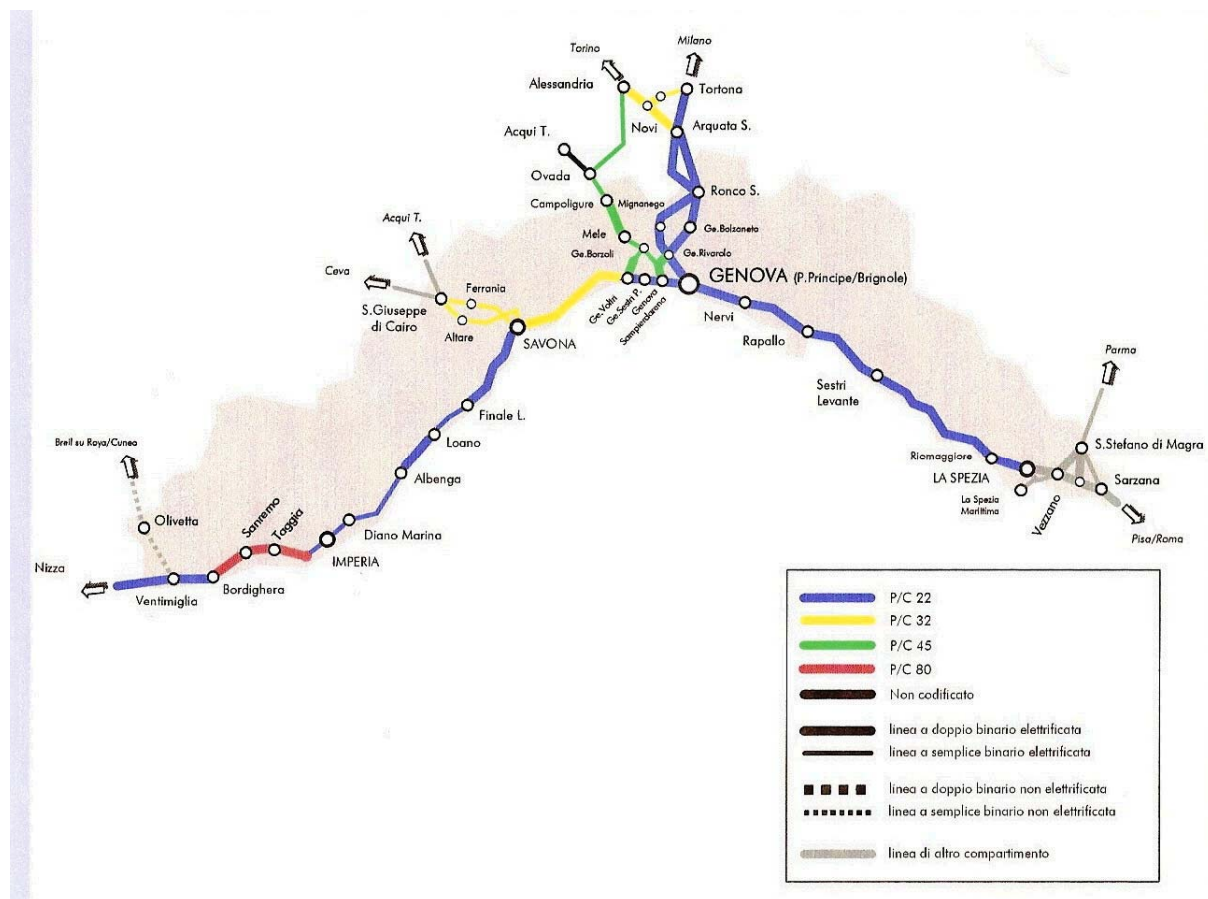 Torino
Milano
Alessandria
Tortona
Novi
Arquata S.
Acqui T.
Ovada
Ronco S.
Campoligure
Mignanego
Acqui T.
Mele
Ge.Bolzaneto
Ge.Borzoli
Ge.Rivarolo
Ceva
Ferrania
GENOVA (P.Principe/Brignole)
S.Giuseppe
di Cairo
Ge.Voltri
Ge.Sestri P.
Genova
Sampierdarena
Nervi
Altare
SAVONA
Rapallo
Parma
Sestri
Levante
Finale L.
Breil su Roya/Cuneo
Loano
S.Stefano di Magra
Riomaggiore
Albenga
LA SPEZIA
Sarzana
La Spezia
Marittima
Vezzano
Olivetta
Sanremo
Taggia
Diano Marina
Pisa/Roma
IMPERIA
Nizza
Bordighera
Ventimiglia
P/C 22
P/C 32
P/C 45
P/C 80
Non codificato
linea a doppio binario elettrificata
linea a semplice binario elettrificata
linea a doppio binario non elettrificata
linea a semplice binario non elettrificata
linea di altro compartimento